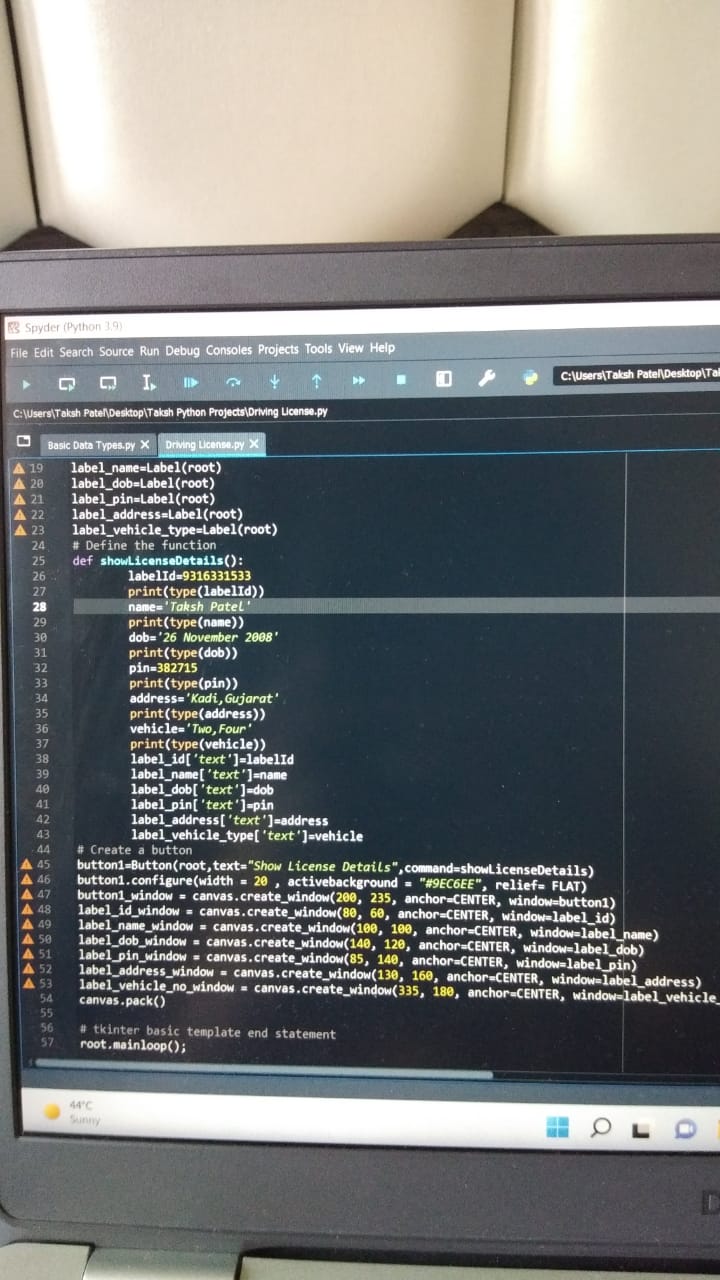 Spyder (Python 3.9)
File Edit Search Source Run Debug Consoles Projects Tools View Help
C:\Users\Taksh Patel\Desktop\Tak
C:\Users\Taksh Patel\Desktop\Taksh Python Projects\Driving License.py
Basic Data Types.py Driving License.py
19 label_name=Label(root)
20 label_dob=Label(root)
21 label_pin=Label(root)
22 label_address=Label(root)
23 label_vehicle_type=Label(root)
24 # Define the function
25 def showLicenseDetails():
26 labelId=9316331533
27 print(type(labelId))
28 name='Taksh Patel'
29 print(type(name))
30 dob='26 November 2008'
31 print(type(dob))
32 pin=382715
33 print(type(pin))
34 address='Kadi,Gujarat'
35 print(type(address))
36 vehicle='Two,Four'
37 print(type(vehicle))
38 label_id['text']=labelId
39 label_name['text']=name
40 label_dob['text']=dob
41 label_pin['text']=pin
42 label_address['text']=address
43 label_vehicle_type['text']=vehicle
44 # Create a button
45 button1=Button(root,text="Show License Details",command=showLicenseDetails)
46 button1.configure(width = 20 , activebackground = "#9EC6EE", relief= FLAT)
47 button1_window = canvas.create_window(200, 235, anchor=CENTER, window=button1)
48 label_id_window = canvas.create_window(80, 60, anchor=CENTER, window=label_id)
49 label_name_window = canvas.create_window(100, 100, anchor=CENTER, window=label_name)
50 label_dob_window = canvas.create_window(140, 120, anchor=CENTER, window=label_dob)
51 label_pin_window = canvas.create_window(85, 140, anchor=CENTER, window=label_pin)
52 label_address_window = canvas.create_window(130, 160, anchor=CENTER, window=label_address)
53 label_vehicle_no_window = canvas.create_window(335, 180, anchor=CENTER, window=label_vehicle_
54 canvas.pack()
55
56 # tkinter basic template end statement
57 root.mainloop();
44°C
Sunny